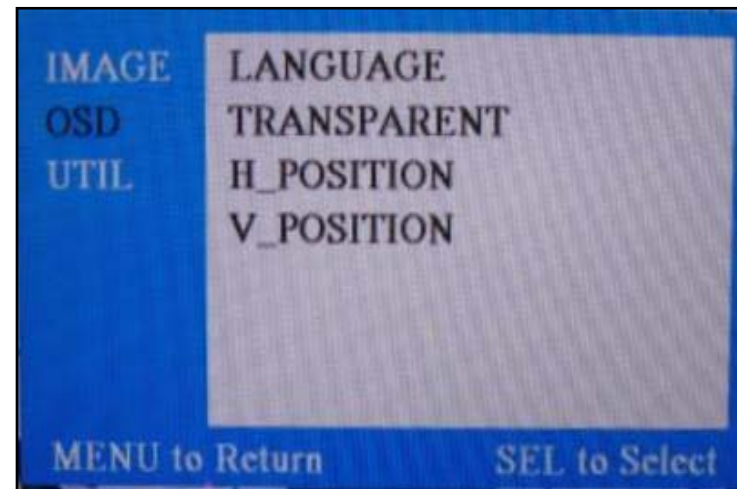 IMAGE LANGUAGE
OSD TRANSPARENT
UTIL H_POSITION
V_POSITION
MENU to Return SEL to Select